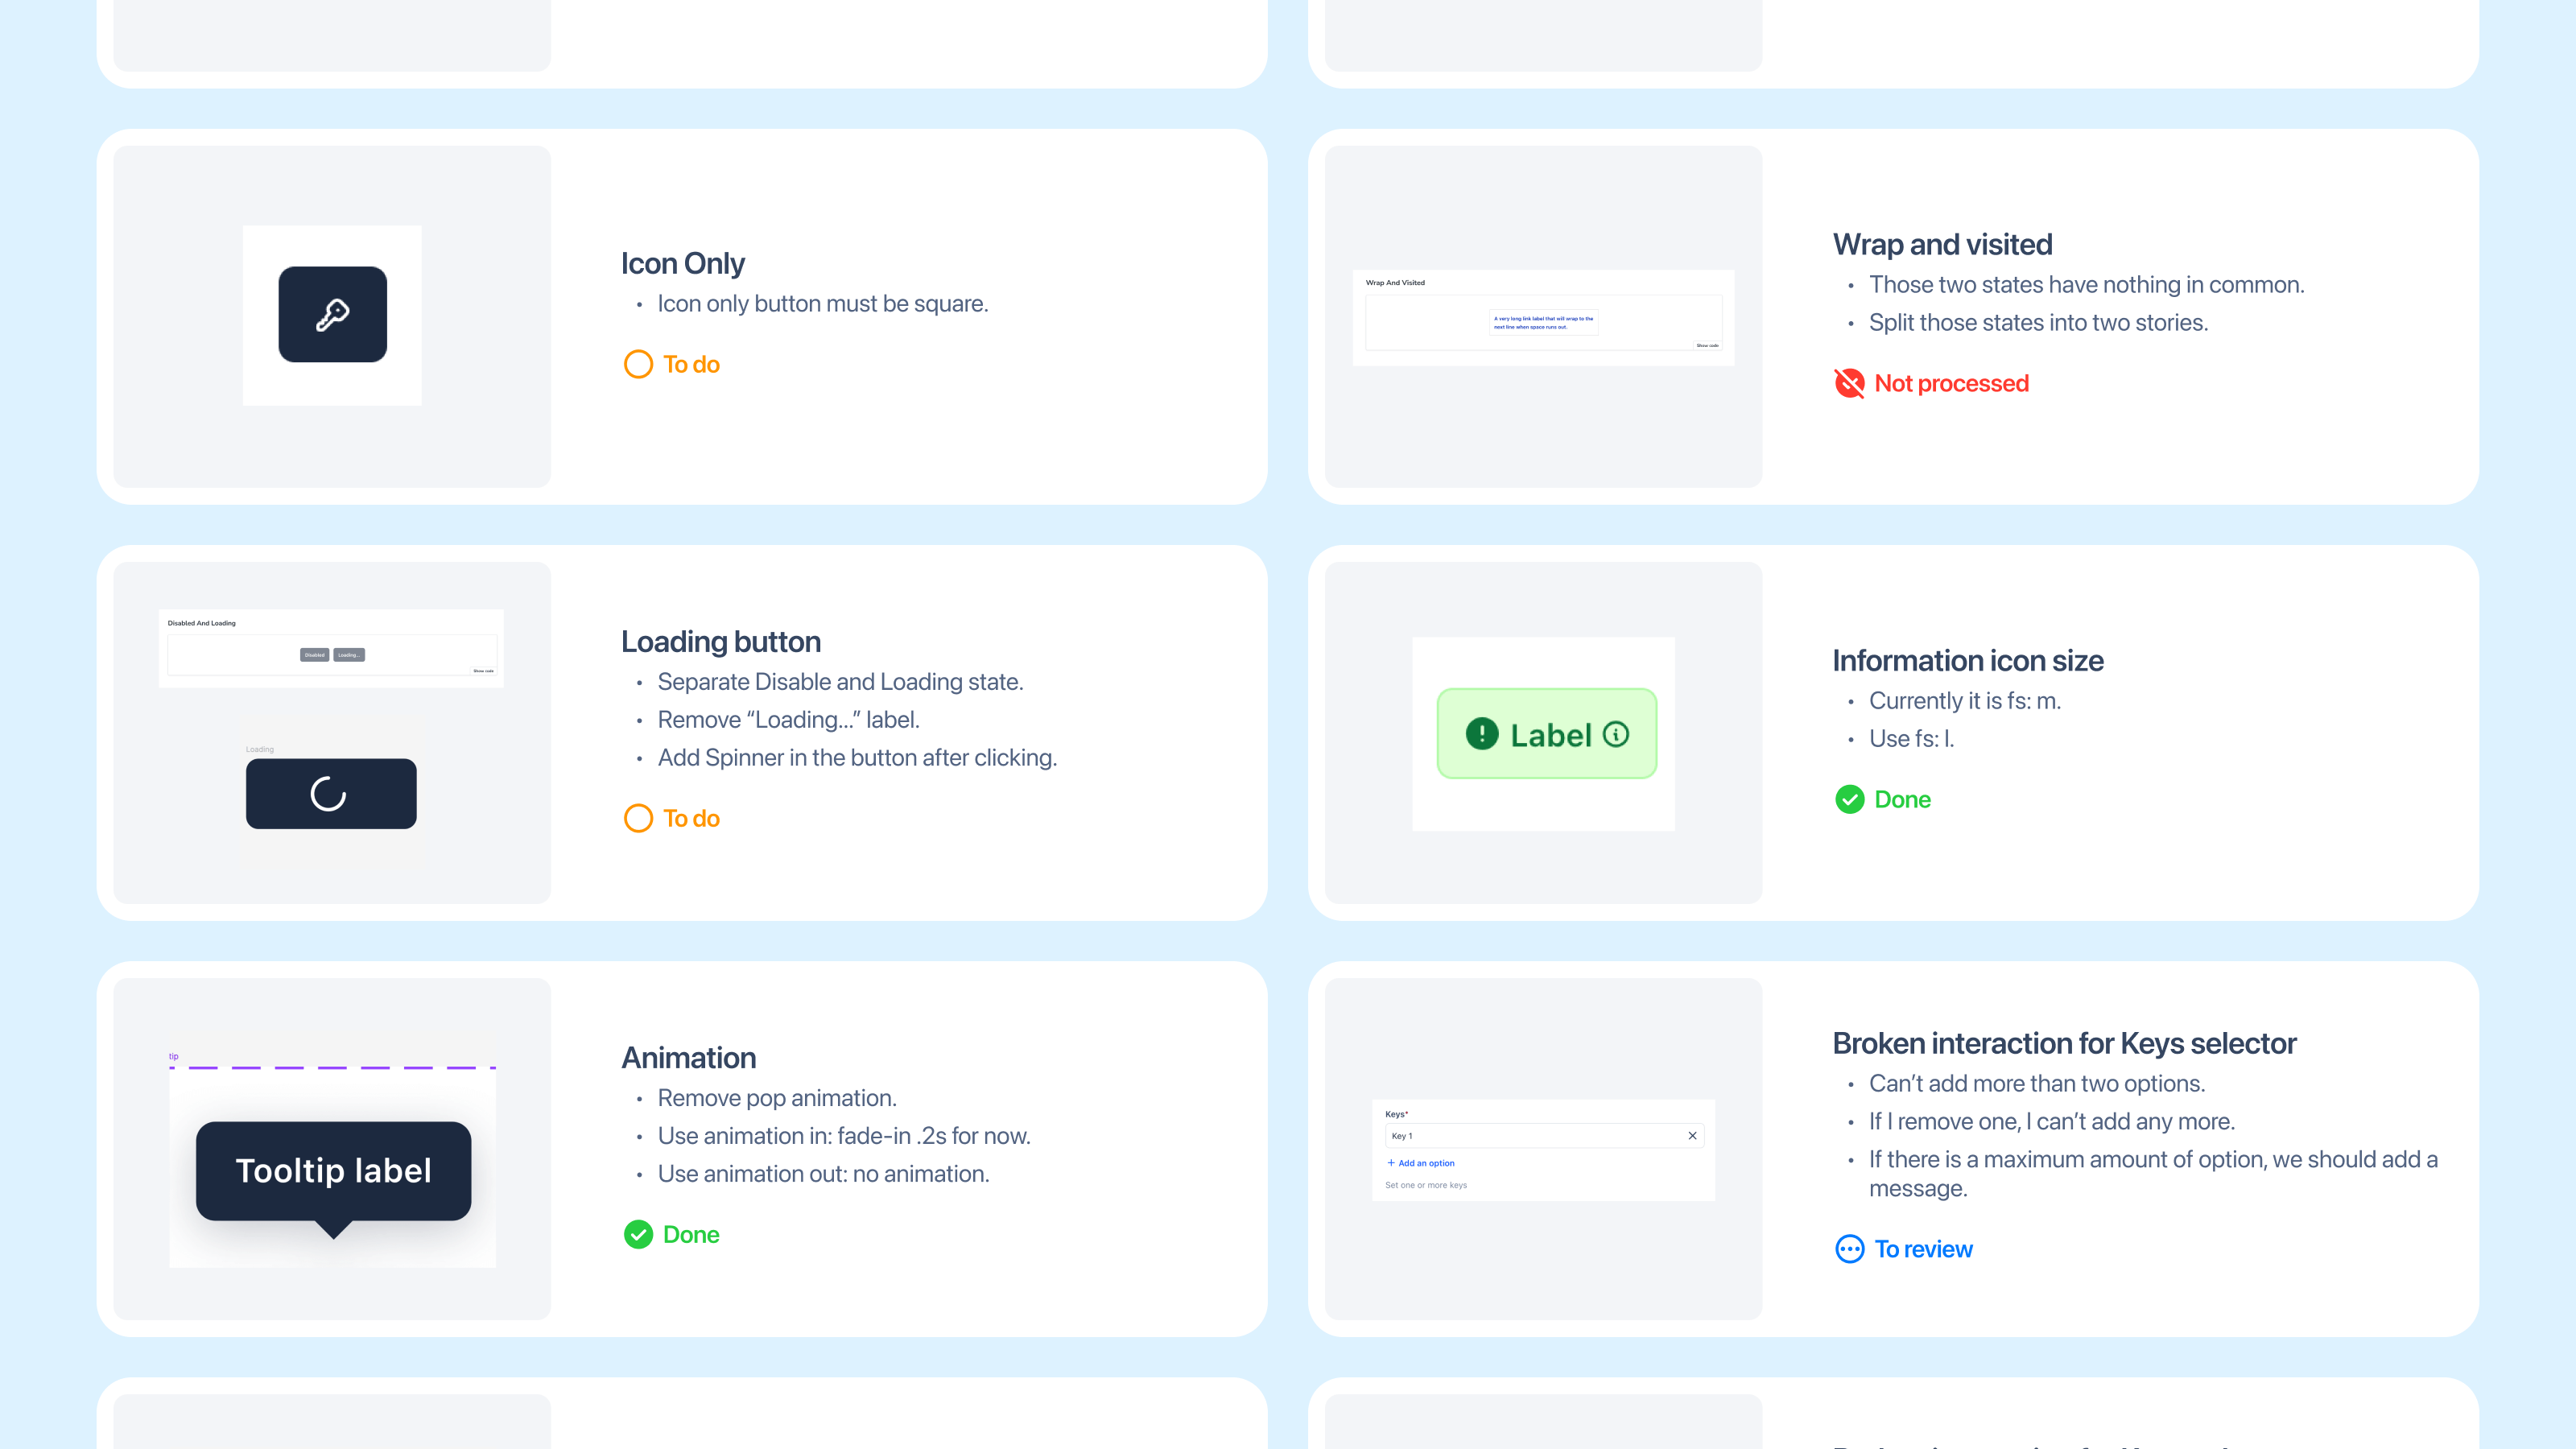 Icon Only
• Icon only button must be square.
To do
Wrap And Visited
A very long link label that will wrap to the
next line when space runs out.
Show code
Wrap and visited
• Those two states have nothing in common.
• Split those states into two stories.
Not processed
Disabled And Loading
Disabled
Loading...
Show code
Loading
Loading button
• Separate Disable and Loading state.
• Remove “Loading...” label.
• Add Spinner in the button after clicking.
To do
Label
Information icon size
• Currently it is fs: m.
• Use fs: l.
Done
tip
Tooltip label
Animation
• Remove pop animation.
• Use animation in: fade-in .2s for now.
• Use animation out: no animation.
Done
Keys*
Key 1
+ Add an option
Set one or more keys
Broken interaction for Keys selector
• Can’t add more than two options.
• If I remove one, I can’t add any more.
• If there is a maximum amount of option, we should add a
message.
To review